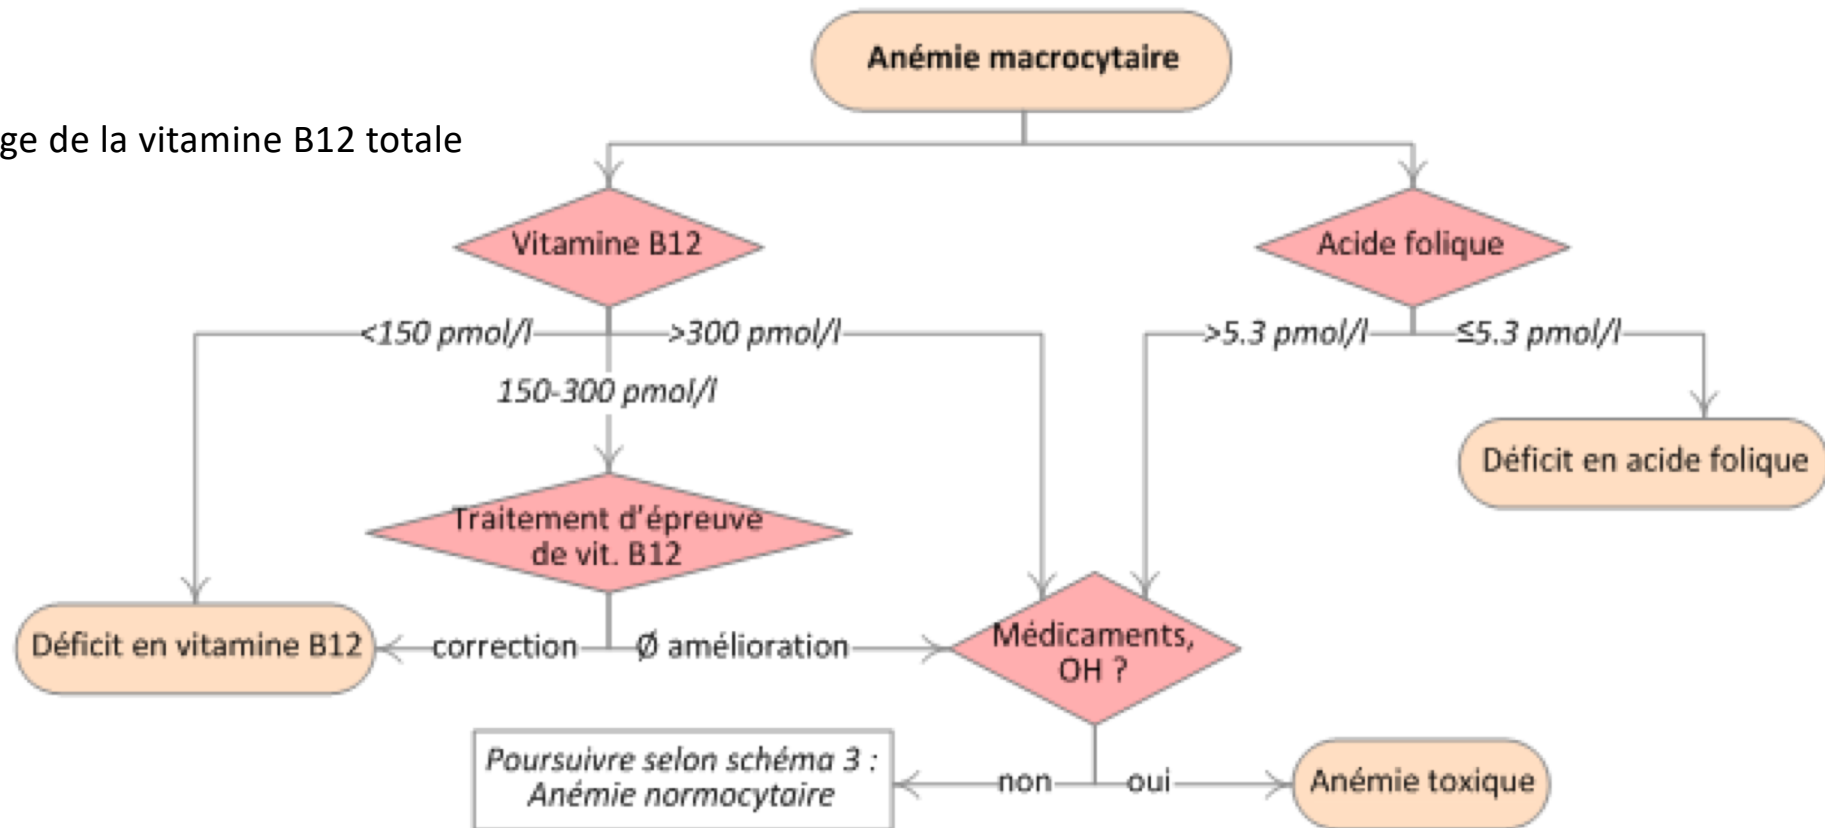 Anémie macrocytaire
ge de la vitamine B12 totale
Vitamine B12
Acide folique
<150 pmol/l
>300 pmol/l
>5.3 pmol/l
≤5.3 pmol/l
150-300 pmol/l
Déficit en acide folique
Traitement d'épreuve
de vit. B12
Déficit en vitamine B12
correction
Ø amélioration
Médicaments,
OH ?
Poursuivre selon schéma 3 :
Anémie normocytaire
non
oui
Anémie toxique